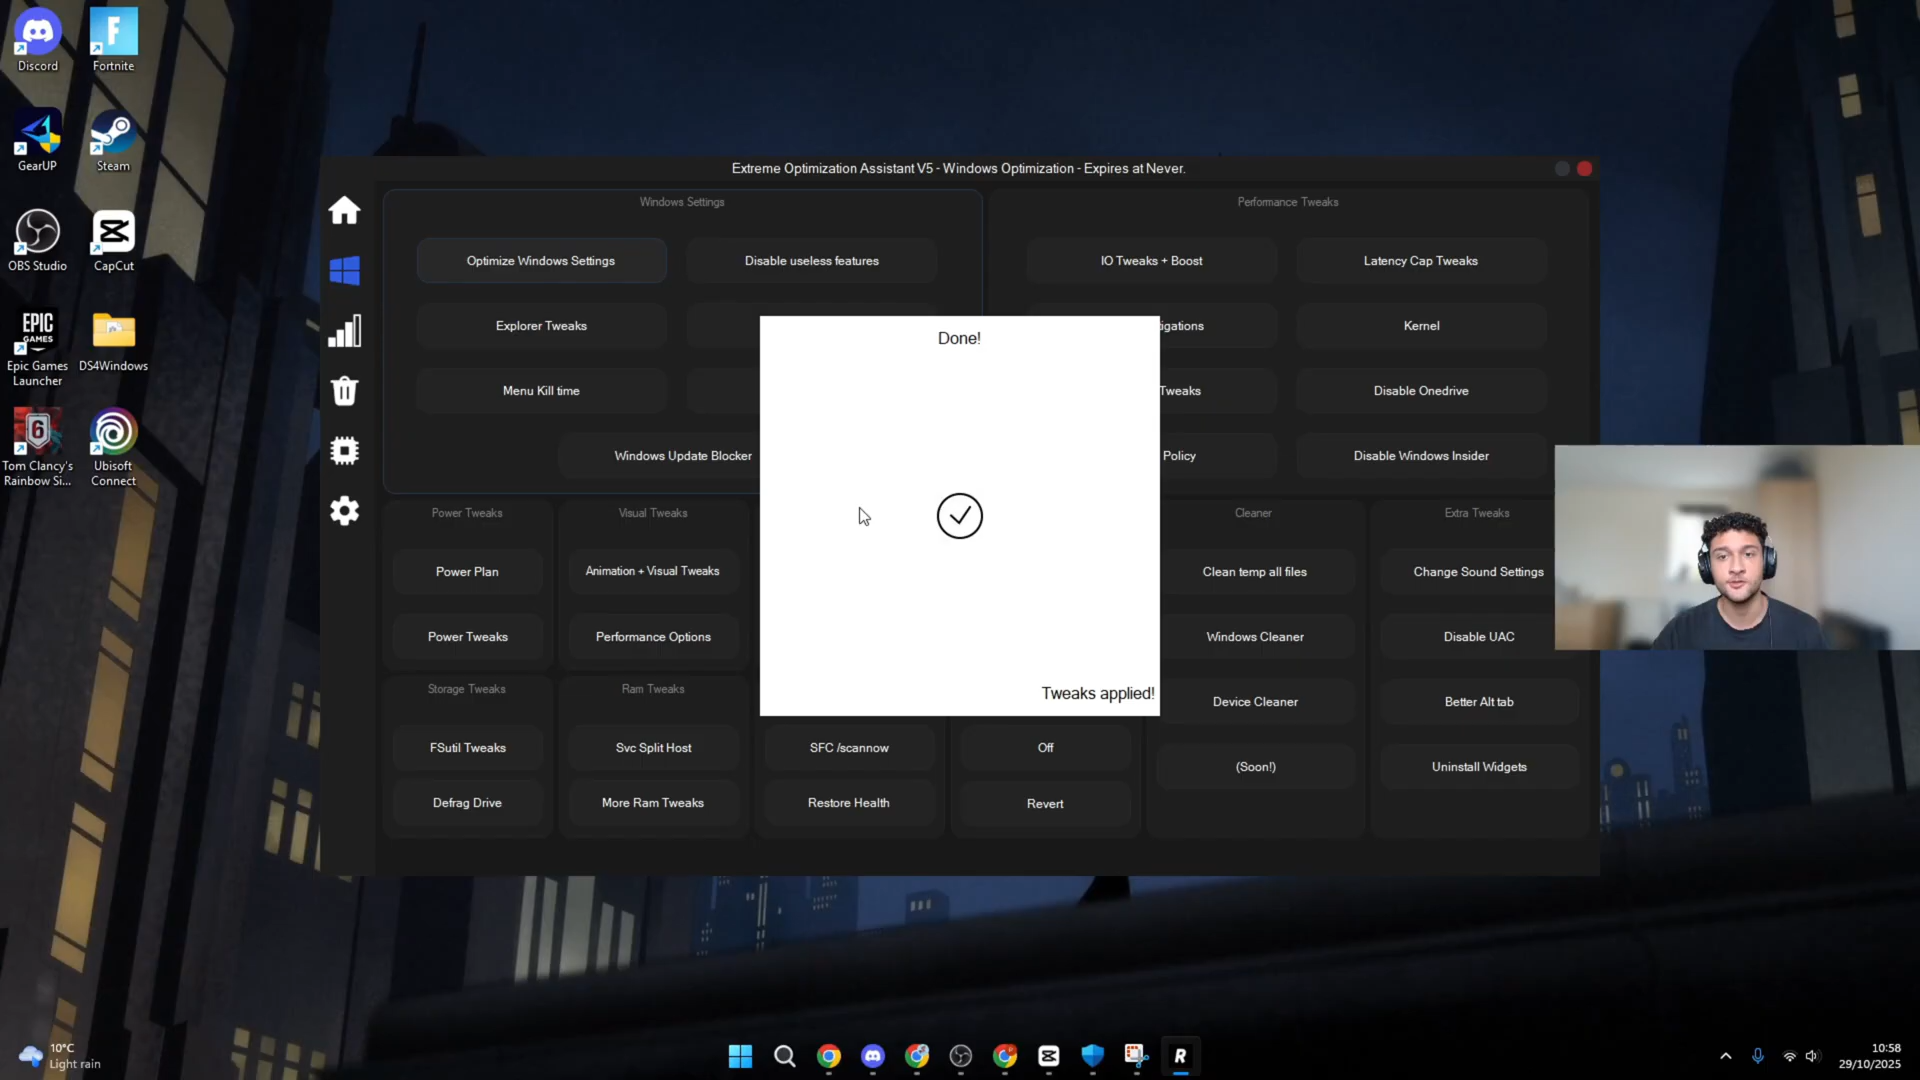 Discord
Fortnite
GearUP
Steam
OBS Studio
CapCut
EPIC
GAMES
Epic Games
Launcher
DS4Windows
6
Tom Clancy's
Rainbow Si...
Ubisoft
Connect
Extreme Optimization Assistant V5 - Windows Optimization - Expires at Never.
Windows Settings
Optimize Windows Settings
Disable useless features
Explorer Tweaks
Menu Kill time
Windows Update Blocker
Performance Tweaks
IO Tweaks + Boost
Latency Cap Tweaks
igations
Kernel
Tweaks
Disable Onedrive
Policy
Disable Windows Insider
Done!
Tweaks applied!
Power Tweaks
Power Plan
Power Tweaks
Visual Tweaks
Animation + Visual Tweaks
Performance Options
Cleaner
Clean temp all files
Windows Cleaner
Device Cleaner
(Soon!)
Extra Tweaks
Change Sound Settings
Disable UAC
Better Alt tab
Uninstall Widgets
Storage Tweaks
FSutil Tweaks
Defrag Drive
Ram Tweaks
Svc Split Host
More Ram Tweaks
SFC /scannow
Restore Health
Off
Revert
10°C
Light rain
R
10:58
29/10/2025